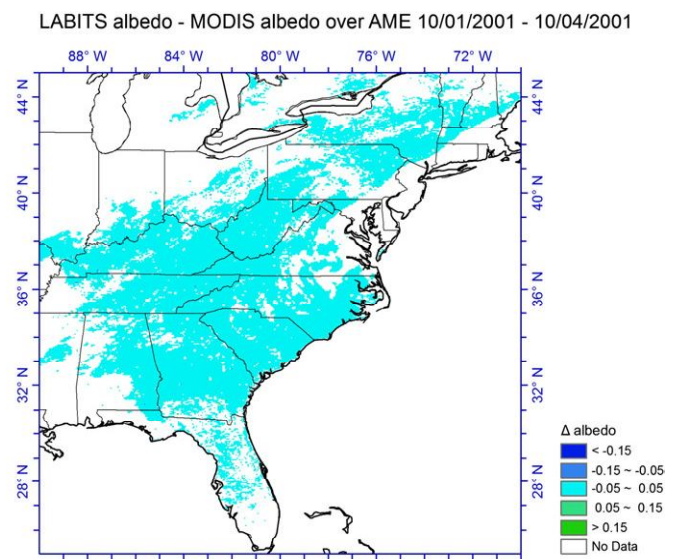 LABITS albedo - MODIS albedo over AME 10/01/2001 - 10/04/2001
88° W 84° W 80° W 76° W 72° W
44° N 44° N
40° N 40° N
36° N 36° N
32° N 32° N
28° N 28° N
Δ albedo
< -0.15
-0.15 ~ -0.05
-0.05 ~ 0.05
0.05 ~ 0.15
> 0.15
No Data